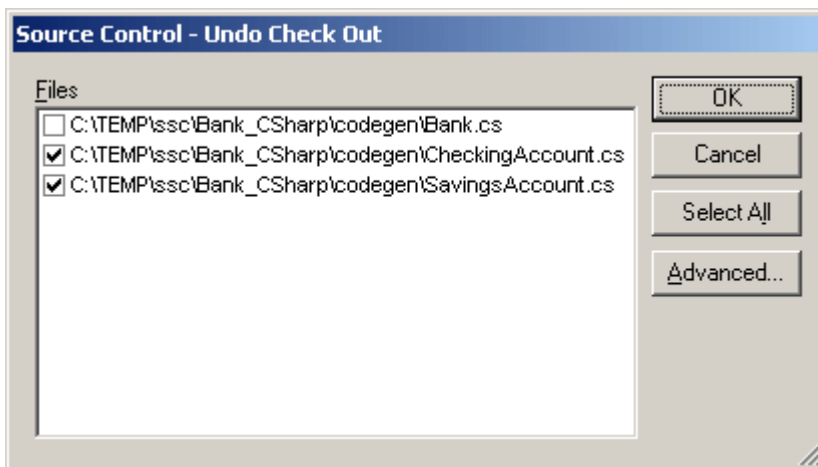 Source Control - Undo Check Out
Files
C:\TEMP\ssc\Bank_CSharp\codegen\Bank.cs
C:\TEMP\ssc\Bank_CSharp\codegen\CheckingAccount.cs
C:\TEMP\ssc\Bank_CSharp\codegen\SavingsAccount.cs
OK
Cancel
Select All
Advanced...